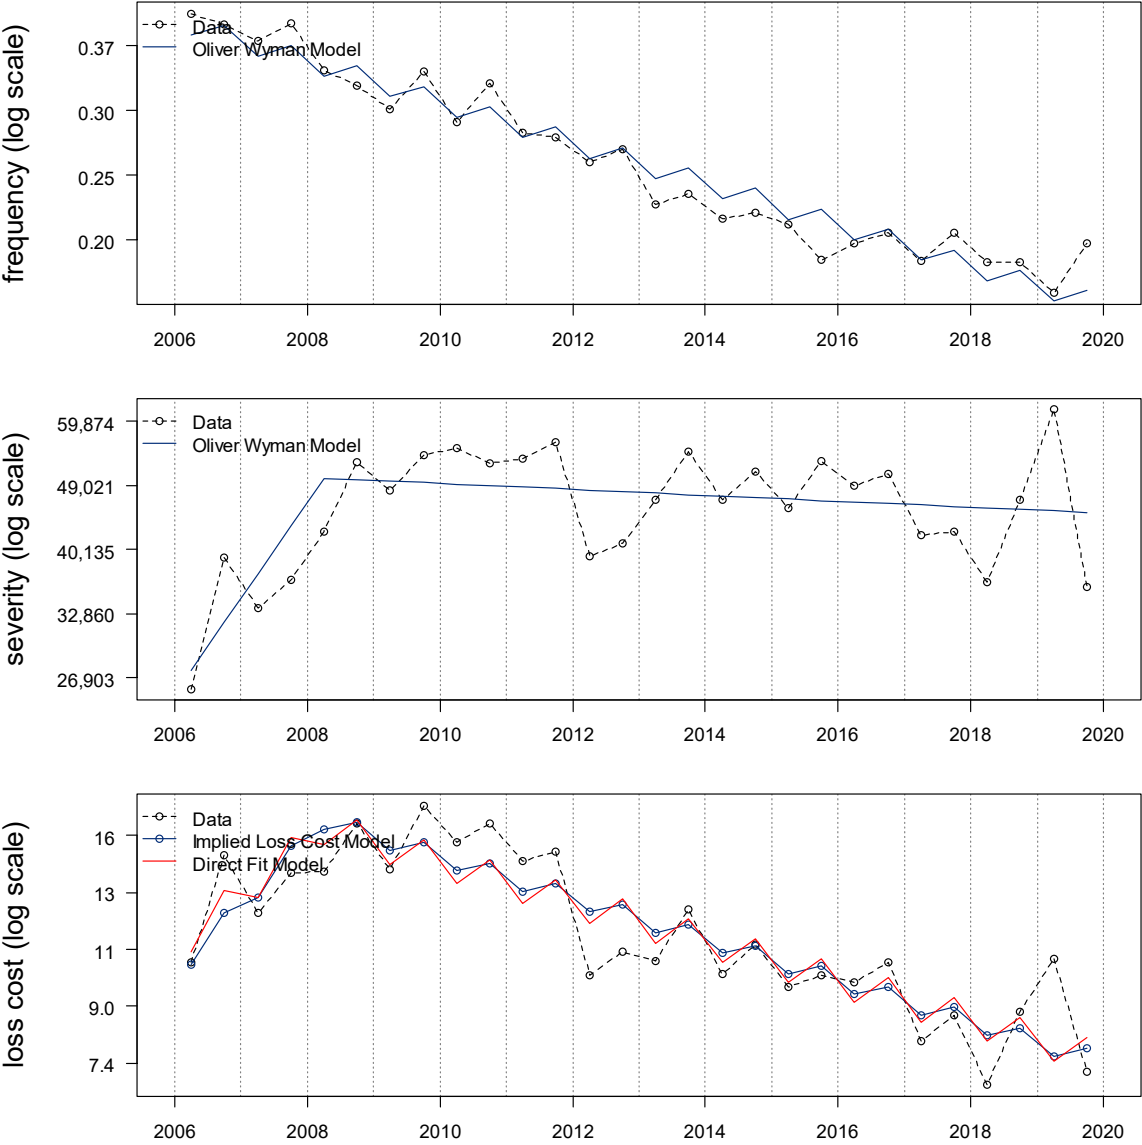 frequency (log scale)
0.37
0.30
0.25
0.20
Data
Oliver Wyman Model
2006 2008 2010 2012 2014 2016 2018 2020
severity (log scale)
59,874
49,021
40,135
32,860
26,903
Data
Oliver Wyman Model
2006 2008 2010 2012 2014 2016 2018 2020
loss cost (log scale)
16
13
11
9.0
7.4
Data
Implied Loss Cost Model
Direct Fit Model
2006 2008 2010 2012 2014 2016 2018 2020